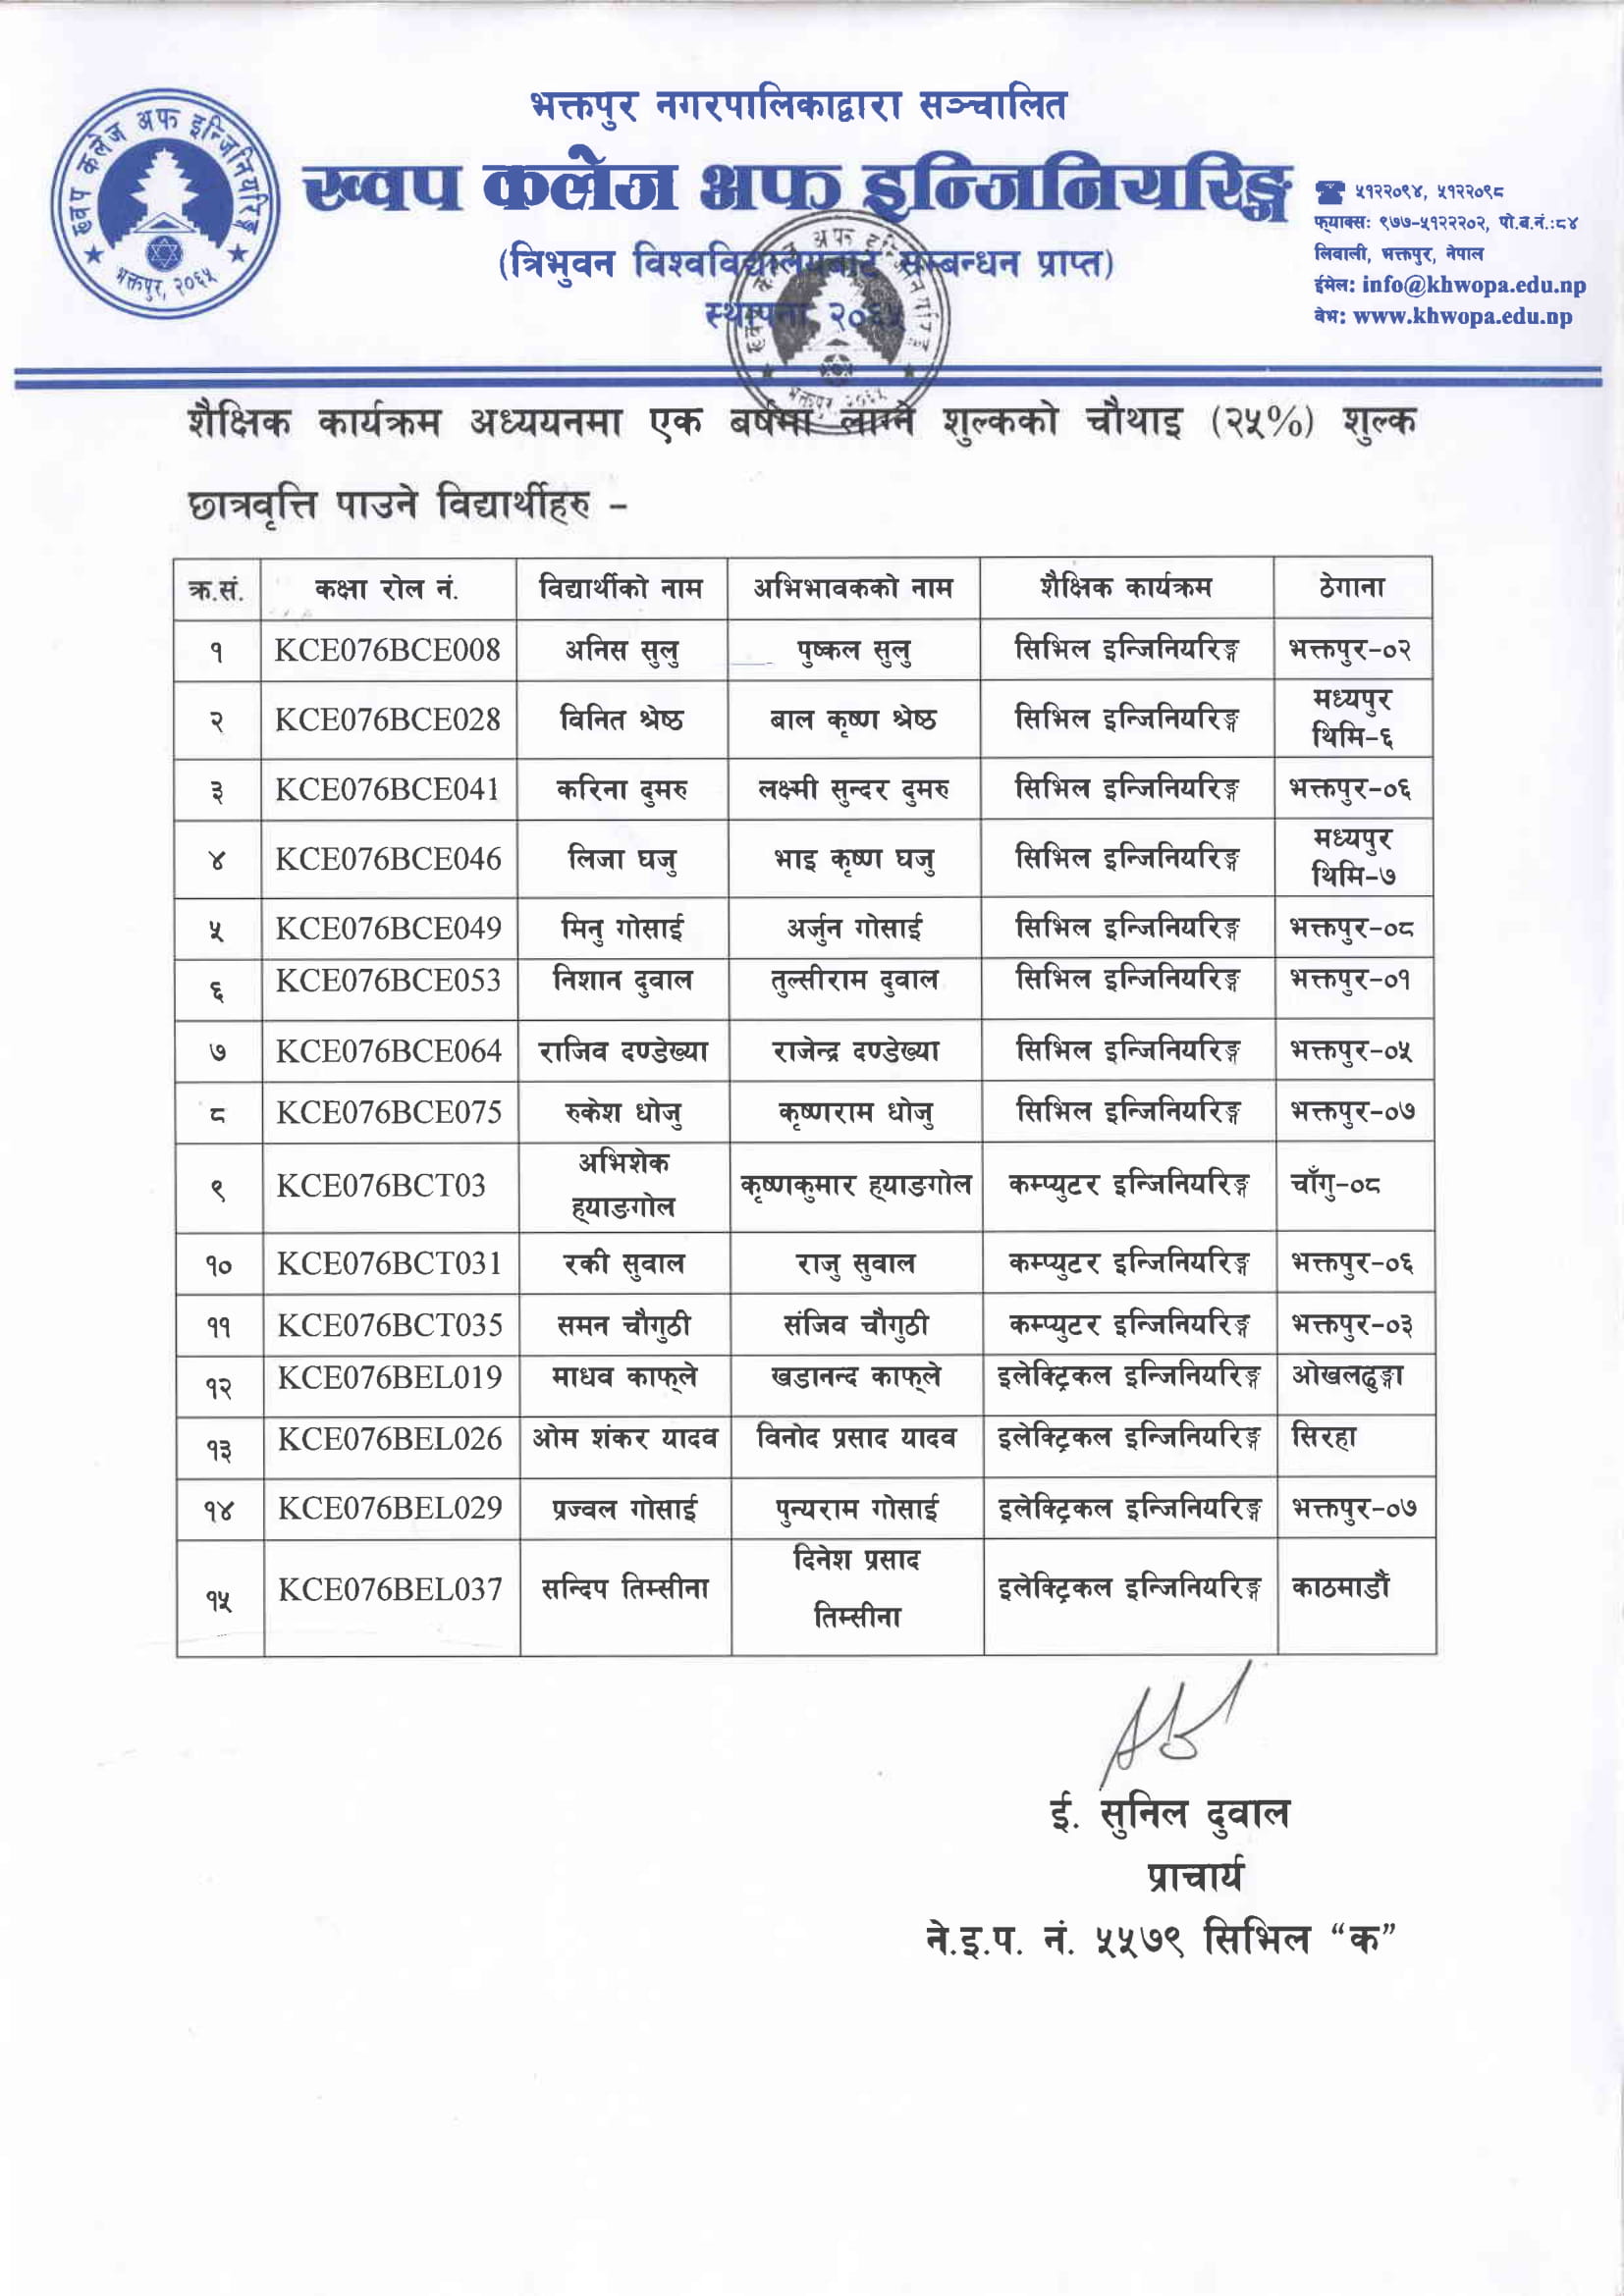 ख्वप कलेज अफ इन्जिनियरिङ्ग
भक्तपुर, २०६५
भक्तपुर नगरपालिकाद्वारा सञ्चालित
ख्वप कलेज अफ इन्जिनियरिङ्ग
(त्रिभुवन विश्वविद्यालयबाट सम्बन्धन प्राप्त)
स्थापना २०६५
☎ ५१२२०९४, ५१२२०९८
फ्याक्स: ९७७-५१२२२०२, पो.ब.नं.:८४
लिवाली, भक्तपुर, नेपाल
ईमेल: info@khwopa.edu.np
वेभ: www.khwopa.edu.np
शैक्षिक कार्यक्रम अध्ययनमा एक बर्षमा लाग्ने शुल्कको चौथाइ (२५%) शुल्क
छात्रवृत्ति पाउने विद्यार्थीहरु –
क्र.सं. कक्षा रोल नं. विद्यार्थीको नाम अभिभावकको नाम शैक्षिक कार्यक्रम ठेगाना
१ KCE076BCE008 अनिस सुलु पुष्कल सुलु सिभिल इन्जिनियरिङ्ग भक्तपुर-०२
२ KCE076BCE028 विनित श्रेष्ठ बाल कृष्ण श्रेष्ठ सिभिल इन्जिनियरिङ्ग मध्यपुर
थिमि-६
३ KCE076BCE041 करिना दुमरु लक्ष्मी सुन्दर दुमरु सिभिल इन्जिनियरिङ्ग भक्तपुर-०६
४ KCE076BCE046 लिजा घजु भाइ कृष्ण घजु सिभिल इन्जिनियरिङ्ग मध्यपुर
थिमि-७
५ KCE076BCE049 मिनु गोसाई अर्जुन गोसाई सिभिल इन्जिनियरिङ्ग भक्तपुर-०८
६ KCE076BCE053 निशान दुवाल तुल्सीराम दुवाल सिभिल इन्जिनियरिङ्ग भक्तपुर-०१
७ KCE076BCE064 राजिव दण्डेख्या राजेन्द्र दण्डेख्या सिभिल इन्जिनियरिङ्ग भक्तपुर-०५
८ KCE076BCE075 रुकेश धोजु कृष्णराम धोजु सिभिल इन्जिनियरिङ्ग भक्तपुर-०७
९ KCE076BCT03 अभिशेक
ह्याङगोल कृष्णकुमार ह्याङगोल कम्प्युटर इन्जिनियरिङ्ग चाँगु-०८
१० KCE076BCT031 रकी सुवाल राजु सुवाल कम्प्युटर इन्जिनियरिङ्ग भक्तपुर-०६
११ KCE076BCT035 समन चौगुठी संजिव चौगुठी कम्प्युटर इन्जिनियरिङ्ग भक्तपुर-०३
१२ KCE076BEL019 माधव काफ्ले खडानन्द काफ्ले इलेक्ट्रिकल इन्जिनियरिङ्ग ओखलढुङ्गा
१३ KCE076BEL026 ओम शंकर यादव विनोद प्रसाद यादव इलेक्ट्रिकल इन्जिनियरिङ्ग सिरहा
१४ KCE076BEL029 प्रज्वल गोसाई पुन्यराम गोसाई इलेक्ट्रिकल इन्जिनियरिङ्ग भक्तपुर-०७
१५ KCE076BEL037 सन्दिप तिम्सीना दिनेश प्रसाद
तिम्सीना इलेक्ट्रिकल इन्जिनियरिङ्ग काठमाडौं
ई. सुनिल दुवाल
प्राचार्य
ने.इ.प. नं. ५५७९ सिभिल “क”